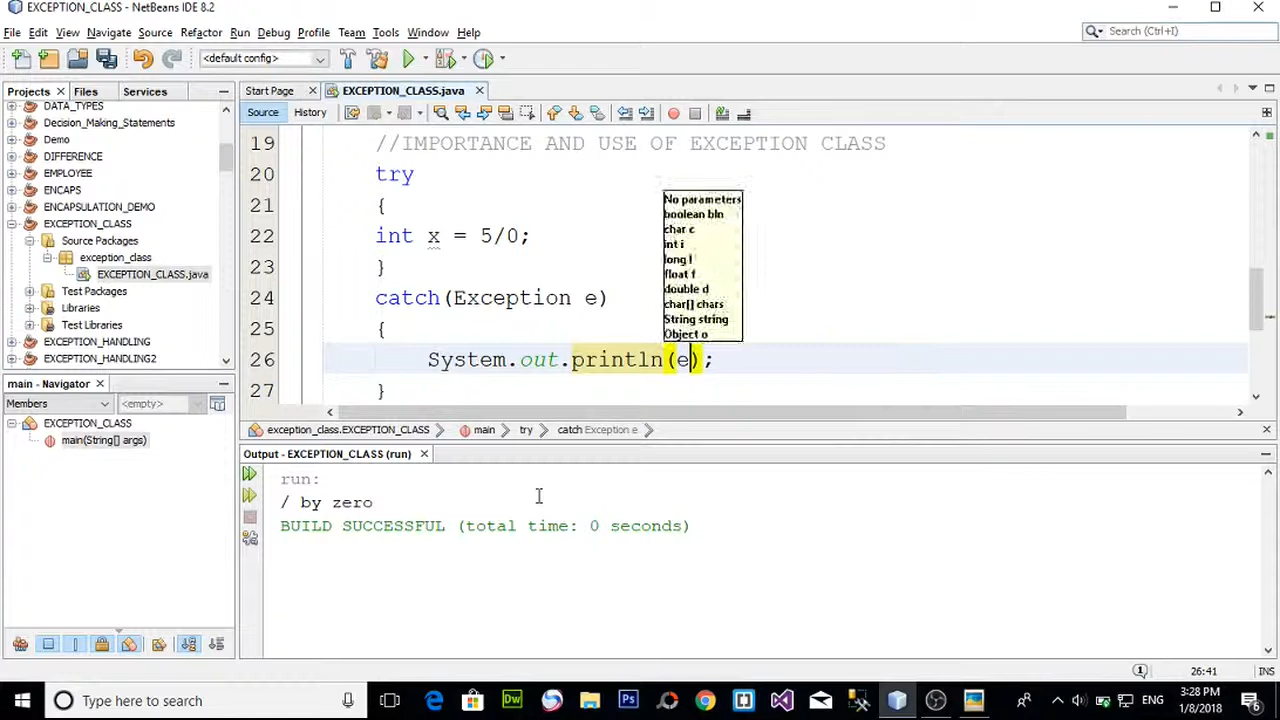 EXCEPTION_CLASS - NetBeans IDE 8.2
File Edit View Navigate Source Refactor Run Debug Profile Team Tools Window Help
Search (Ctrl+I)
<default config>
Projects Files Services
Start Page EXCEPTION_CLASS.java
Source History
DATA_TYPES
Decision_Making_Statements
Demo
DIFFERENCE
EMPLOYEE
ENCAPS
ENCAPSULATION_DEMO
EXCEPTION_CLASS
Source Packages
exception_class
EXCEPTION_CLASS.java
Test Packages
Libraries
Test Libraries
EXCEPTION_HANDLING
EXCEPTION_HANDLING2
19 //IMPORTANCE AND USE OF EXCEPTION CLASS
20 try
21 {
22 int x = 5/0;
23 }
24 catch(Exception e)
25 {
26 System.out.println(e);
27 }
No parameters
boolean bln
char c
int i
long l
float f
double d
char[] chars
String string
Object o
exception_class.EXCEPTION_CLASS main try catch Exception e
main - Navigator
Members <empty>
EXCEPTION_CLASS
main(String[] args)
Output - EXCEPTION_CLASS (run)
run:
/ by zero
BUILD SUCCESSFUL (total time: 0 seconds)
1 26:41 INS
Type here to search
Dw Ps
ENG
3:28 PM
1/8/2018
6